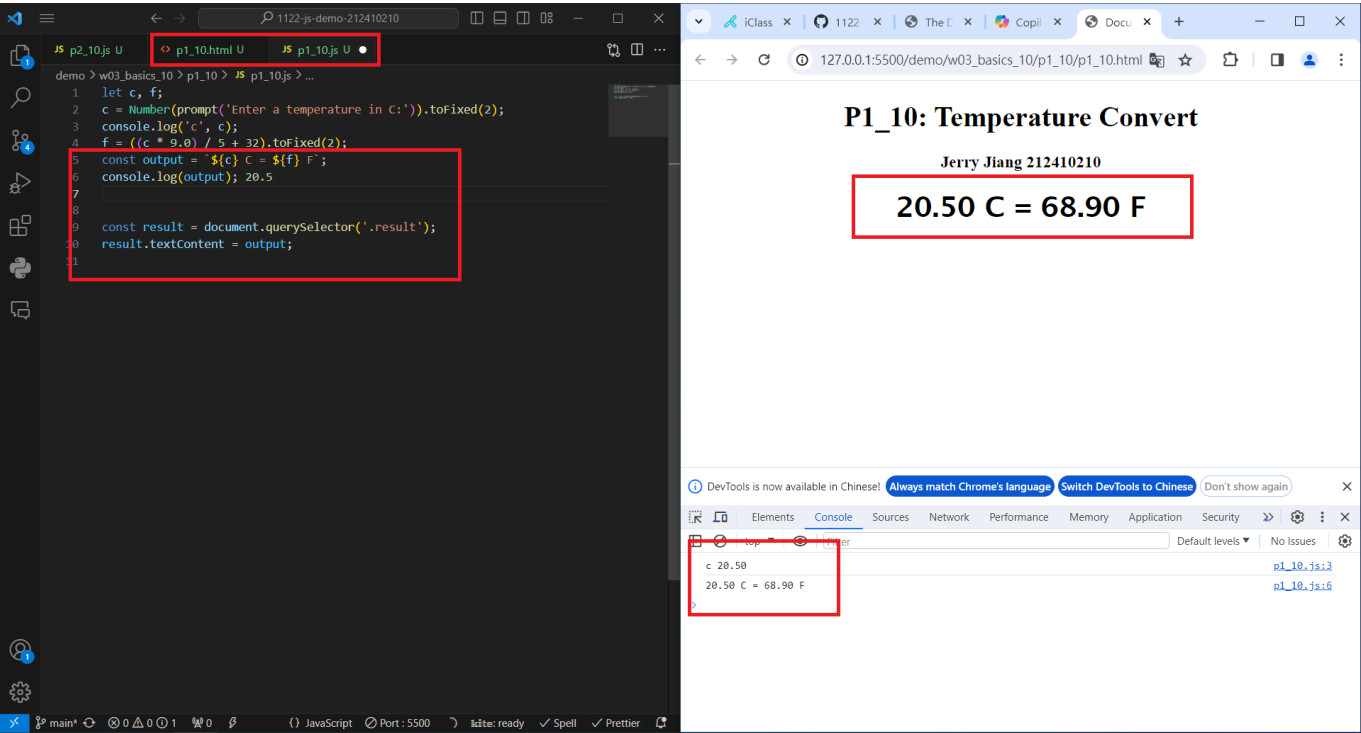 1122-js-demo-212410210
JS p2_10.js U
<> p1_10.html U
JS p1_10.js U
demo > w03_basics_10 > p1_10 > JS p1_10.js > ...
1 let c, f;
2 c = Number(prompt('Enter a temperature in C:')).toFixed(2);
3 console.log('c', c);
4 f = ((c * 9.0) / 5 + 32).toFixed(2);
5 const output = `${c} C = ${f} F`;
6 console.log(output); 20.5
7
8
9 const result = document.querySelector('.result');
10 result.textContent = output;
11
1
4
1
main* 0 0 1 0 {} JavaScript Port : 5500 kite: ready Spell Prettier
iClass
1122-
The D
Copil
Docu
127.0.0.1:5500/demo/w03_basics_10/p1_10/p1_10.html
P1_10: Temperature Convert
Jerry Jiang 212410210
20.50 C = 68.90 F
DevTools is now available in Chinese! Always match Chrome's language Switch DevTools to Chinese Don't show again
Elements Console Sources Network Performance Memory Application Security
top Filter Default levels No Issues
c 20.50 p1_10.js:3
20.50 C = 68.90 F p1_10.js:6